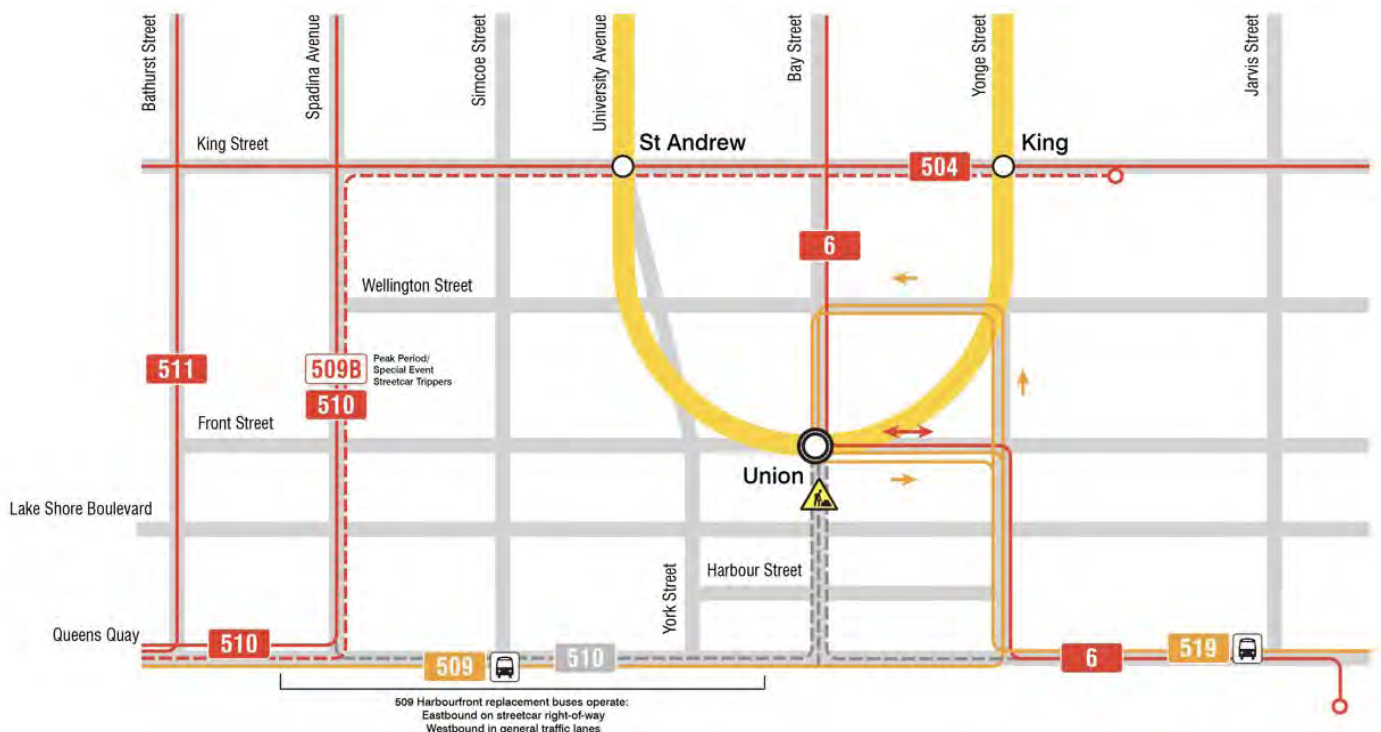 Bathurst Street
Spadina Avenue
Simcoe Street
University Avenue
Bay Street
Yonge Street
Jarvis Street
King Street
St Andrew
King
504
6
Wellington Street
511
509B
Peak Period/
Special Event
Streetcar Trippers
510
Front Street
Union
Lake Shore Boulevard
York Street
Harbour Street
Queens Quay
510
509
510
6
519
509 Harbourfront replacement buses operate:
Eastbound on streetcar right-of-way
Westbound in general traffic lanes